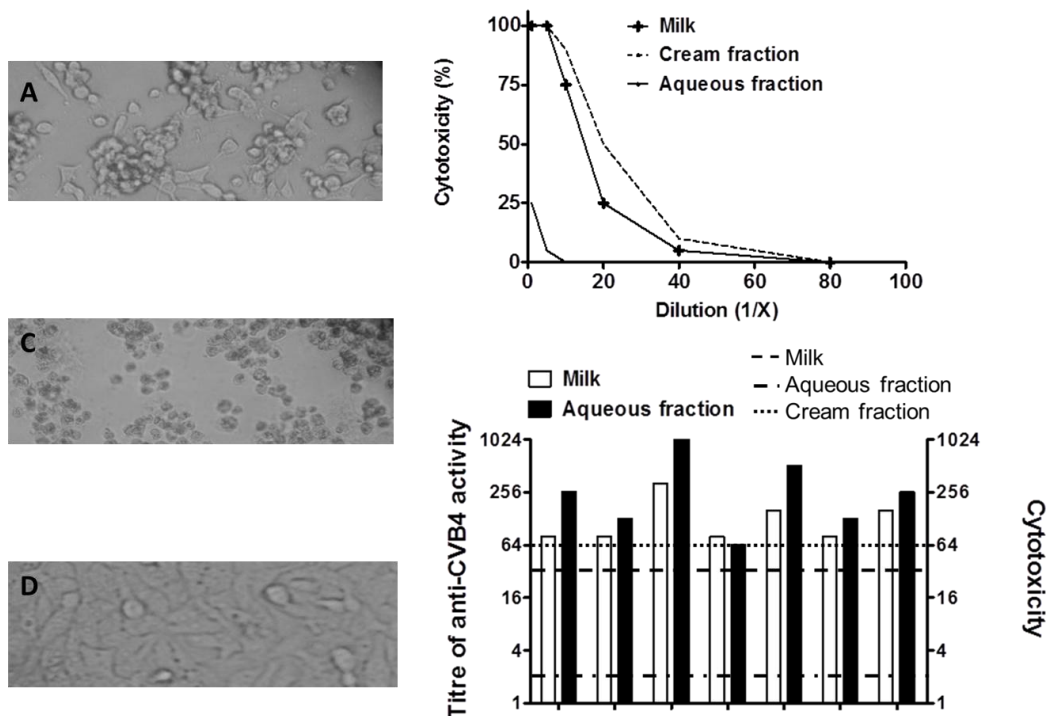 A
C
D
100
75
50
25
0
Cytotoxicity (%)
Milk
Cream fraction
Aqueous fraction
0 20 40 60 80 100
Dilution (1/X)
Milk
Aqueous fraction
Milk
Aqueous fraction
Cream fraction
Titre of anti-CVB4 activity
1024
256
64
16
4
1
1024
256
64
16
4
1
Cytotoxicity